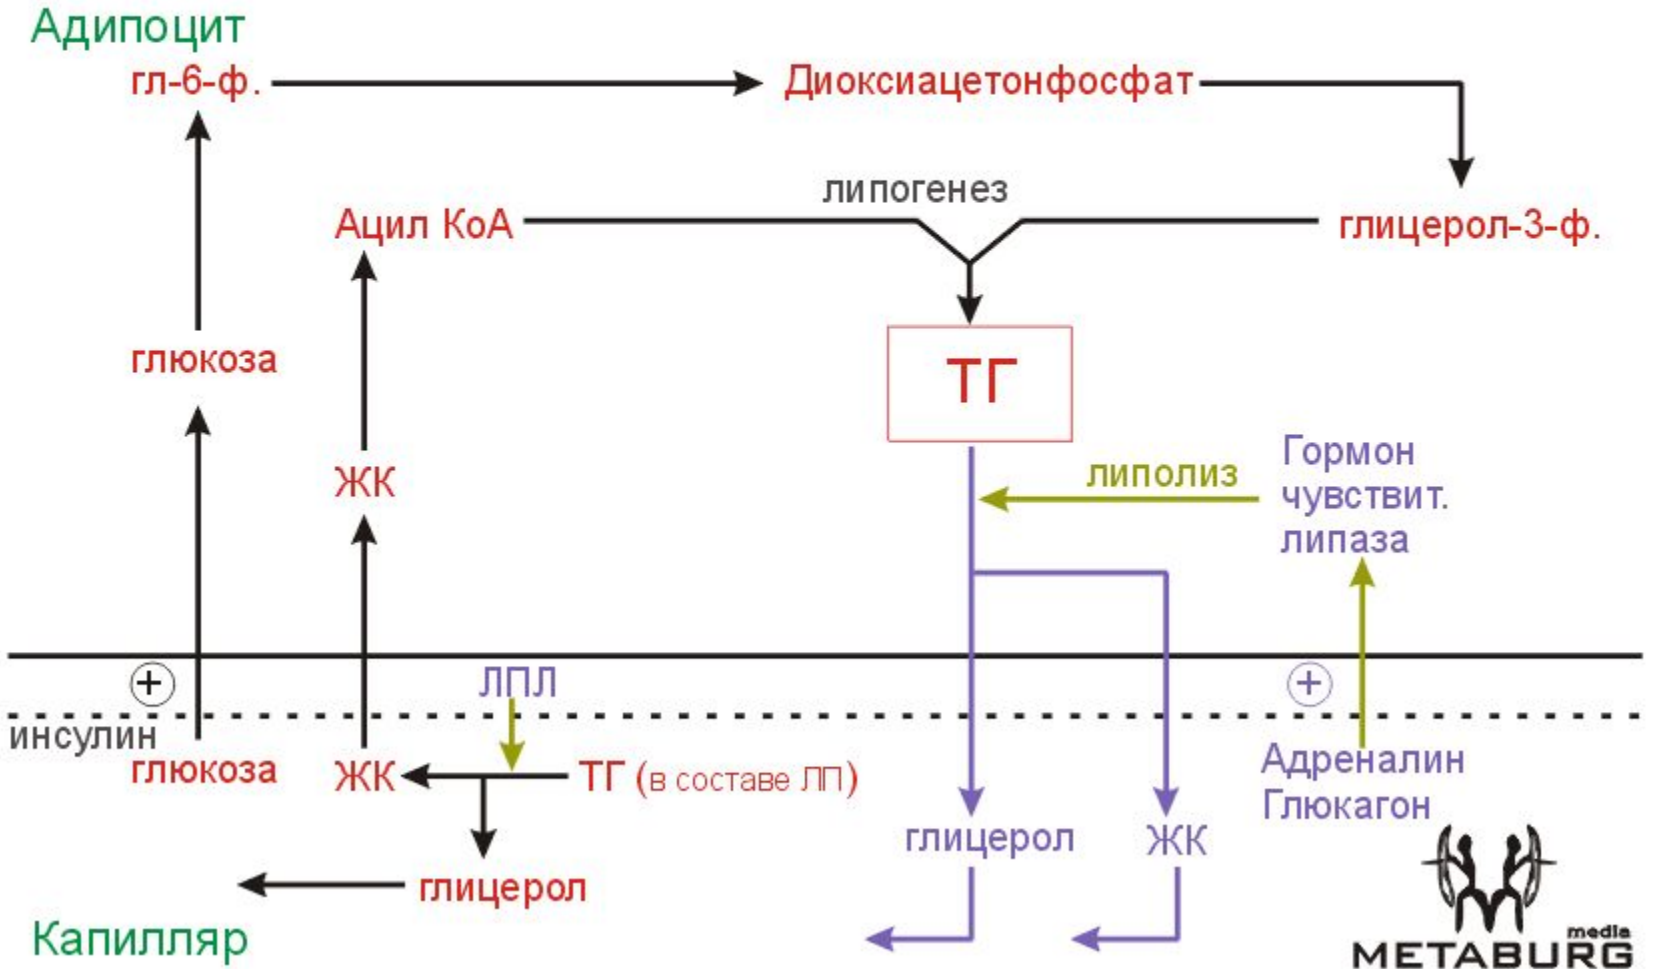 Адипоцит
гл-6-ф.
Диоксиацетонфосфат
липогенез
Ацил КоА
глицерол-3-ф.
глюкоза
ТГ
ЖК
липолиз
Гормон
чувствит.
липаза
+
ЛПЛ
+
инсулин
глюкоза
ЖК
ТГ (в составе ЛП)
Адреналин
Глюкагон
глицерол
ЖК
глицерол
Капилляр
media
METABURG